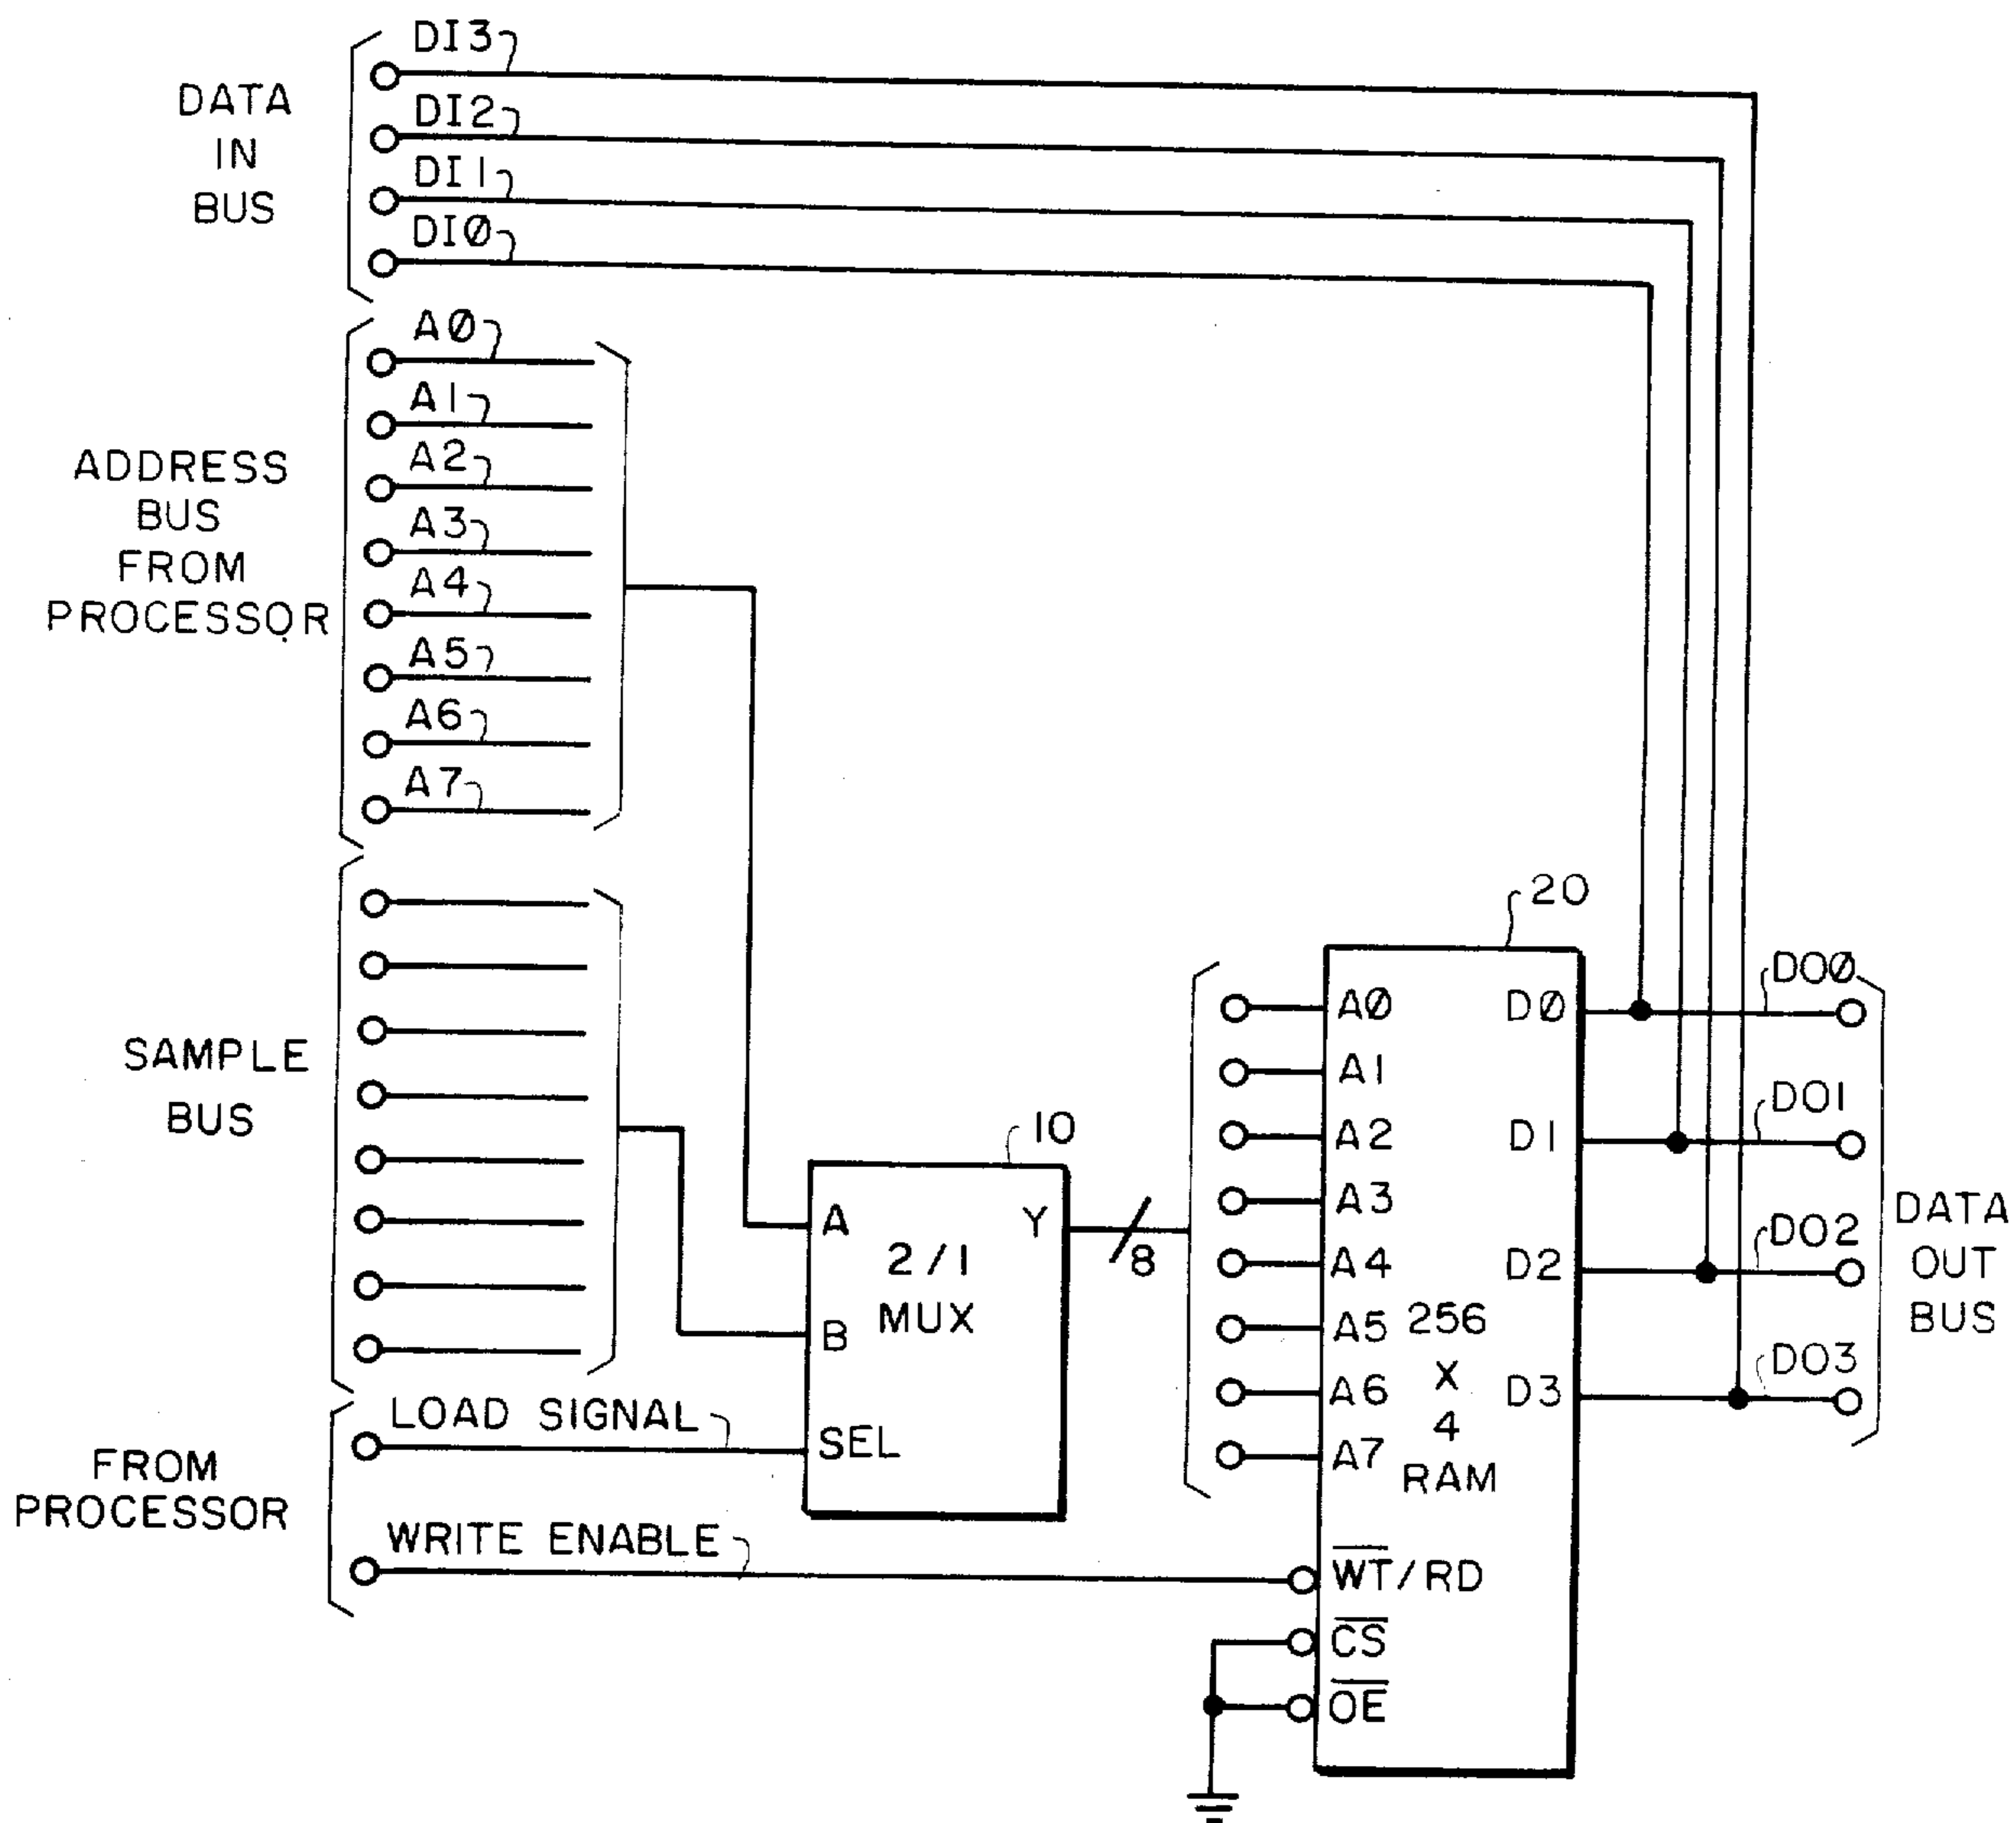 DATA
IN
BUS
DI3
DI2
DI1
DIØ
ADDRESS
BUS
FROM
PROCESSOR
AØ
A1
A2
A3
A4
A5
A6
A7
SAMPLE
BUS
FROM
PROCESSOR
LOAD SIGNAL
WRITE ENABLE
10
A
Y
2/1
MUX
B
SEL
8
20
AØ
A1
A2
A3
A4
A5
A6
A7
256
X
4
RAM
W̅T̅/RD
C̅S̅
O̅E̅
DØ
D1
D2
D3
DOØ
DO1
DO2
DO3
DATA
OUT
BUS